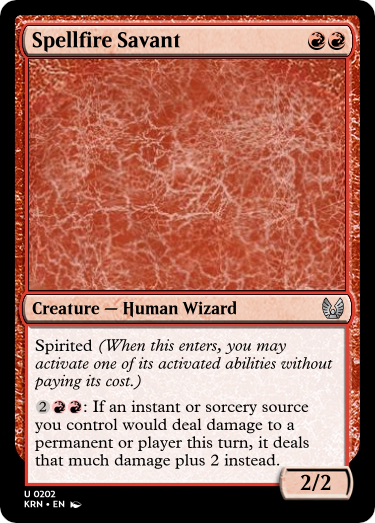 Spellfire Savant
Creature — Human Wizard
Spirited (When this enters, you may
activate one of its activated abilities without
paying its cost.)
2: If an instant or sorcery source
you control would deal damage to a
permanent or player this turn, it deals
that much damage plus 2 instead.
2/2
U 0202
KRN • EN